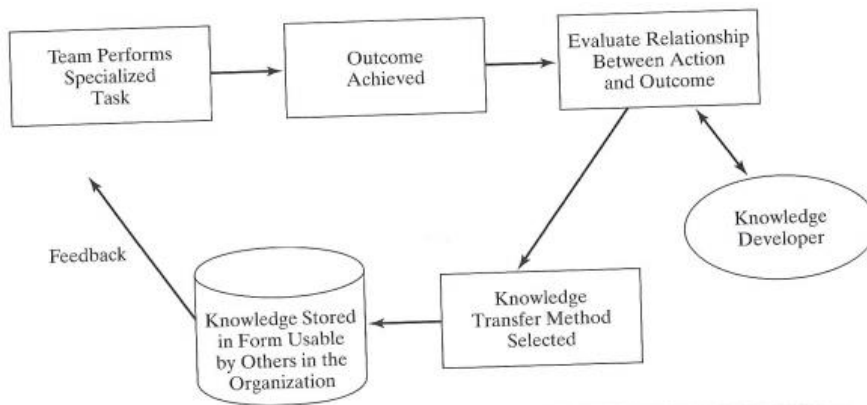 Team Performs
Specialized
Task
Outcome
Achieved
Evaluate Relationship
Between Action
and Outcome
Knowledge
Developer
Feedback
Knowledge Stored
in Form Usable
by Others in the
Organization
Knowledge
Transfer Method
Selected